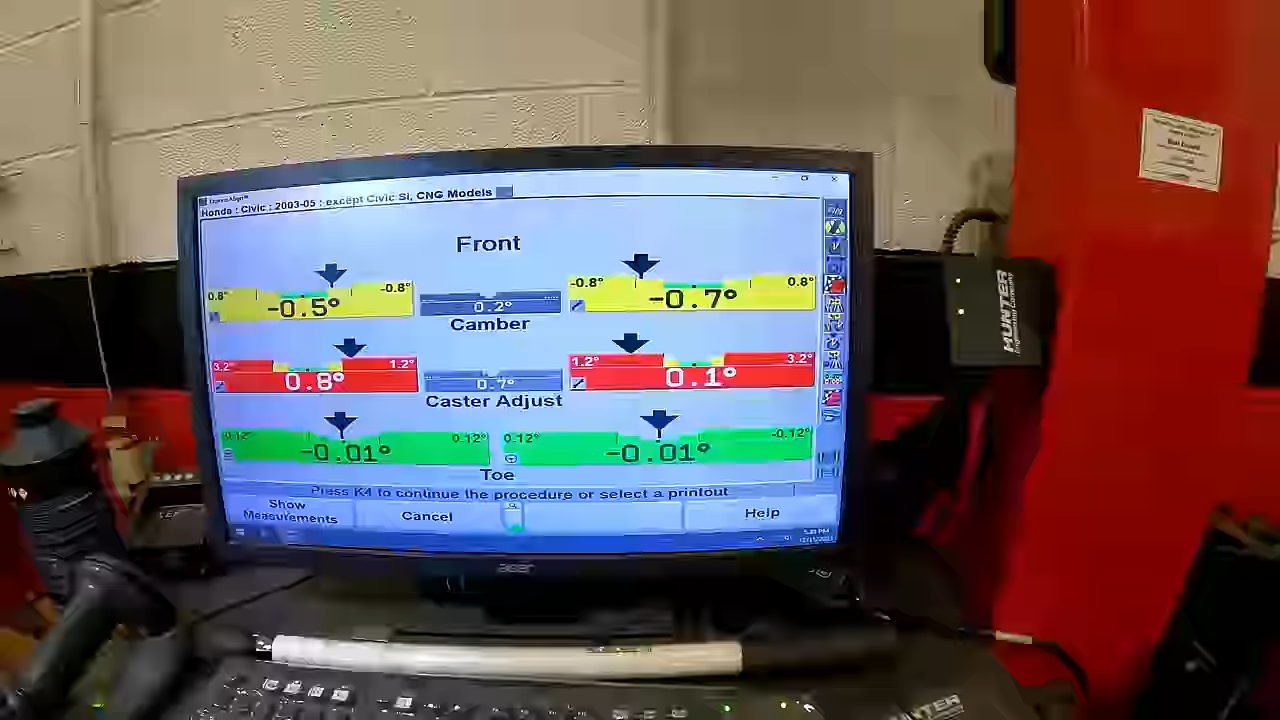 Honda : Civic : 2003-05 : except Civic Si, CNG Models
Front
0.8° -0.8° -0.8° 0.8°
-0.5° 0.2° -0.7°
Camber
3.2° 1.2° 1.2° 3.2°
0.8° 0.7° 0.1°
Caster Adjust
0.12° 0.12° 0.12° -0.12°
-0.01° -0.01°
Toe
Press K4 to continue the procedure or select a printout
Show Measurements
Cancel
Help
acer
HUNTER
Engineering Company